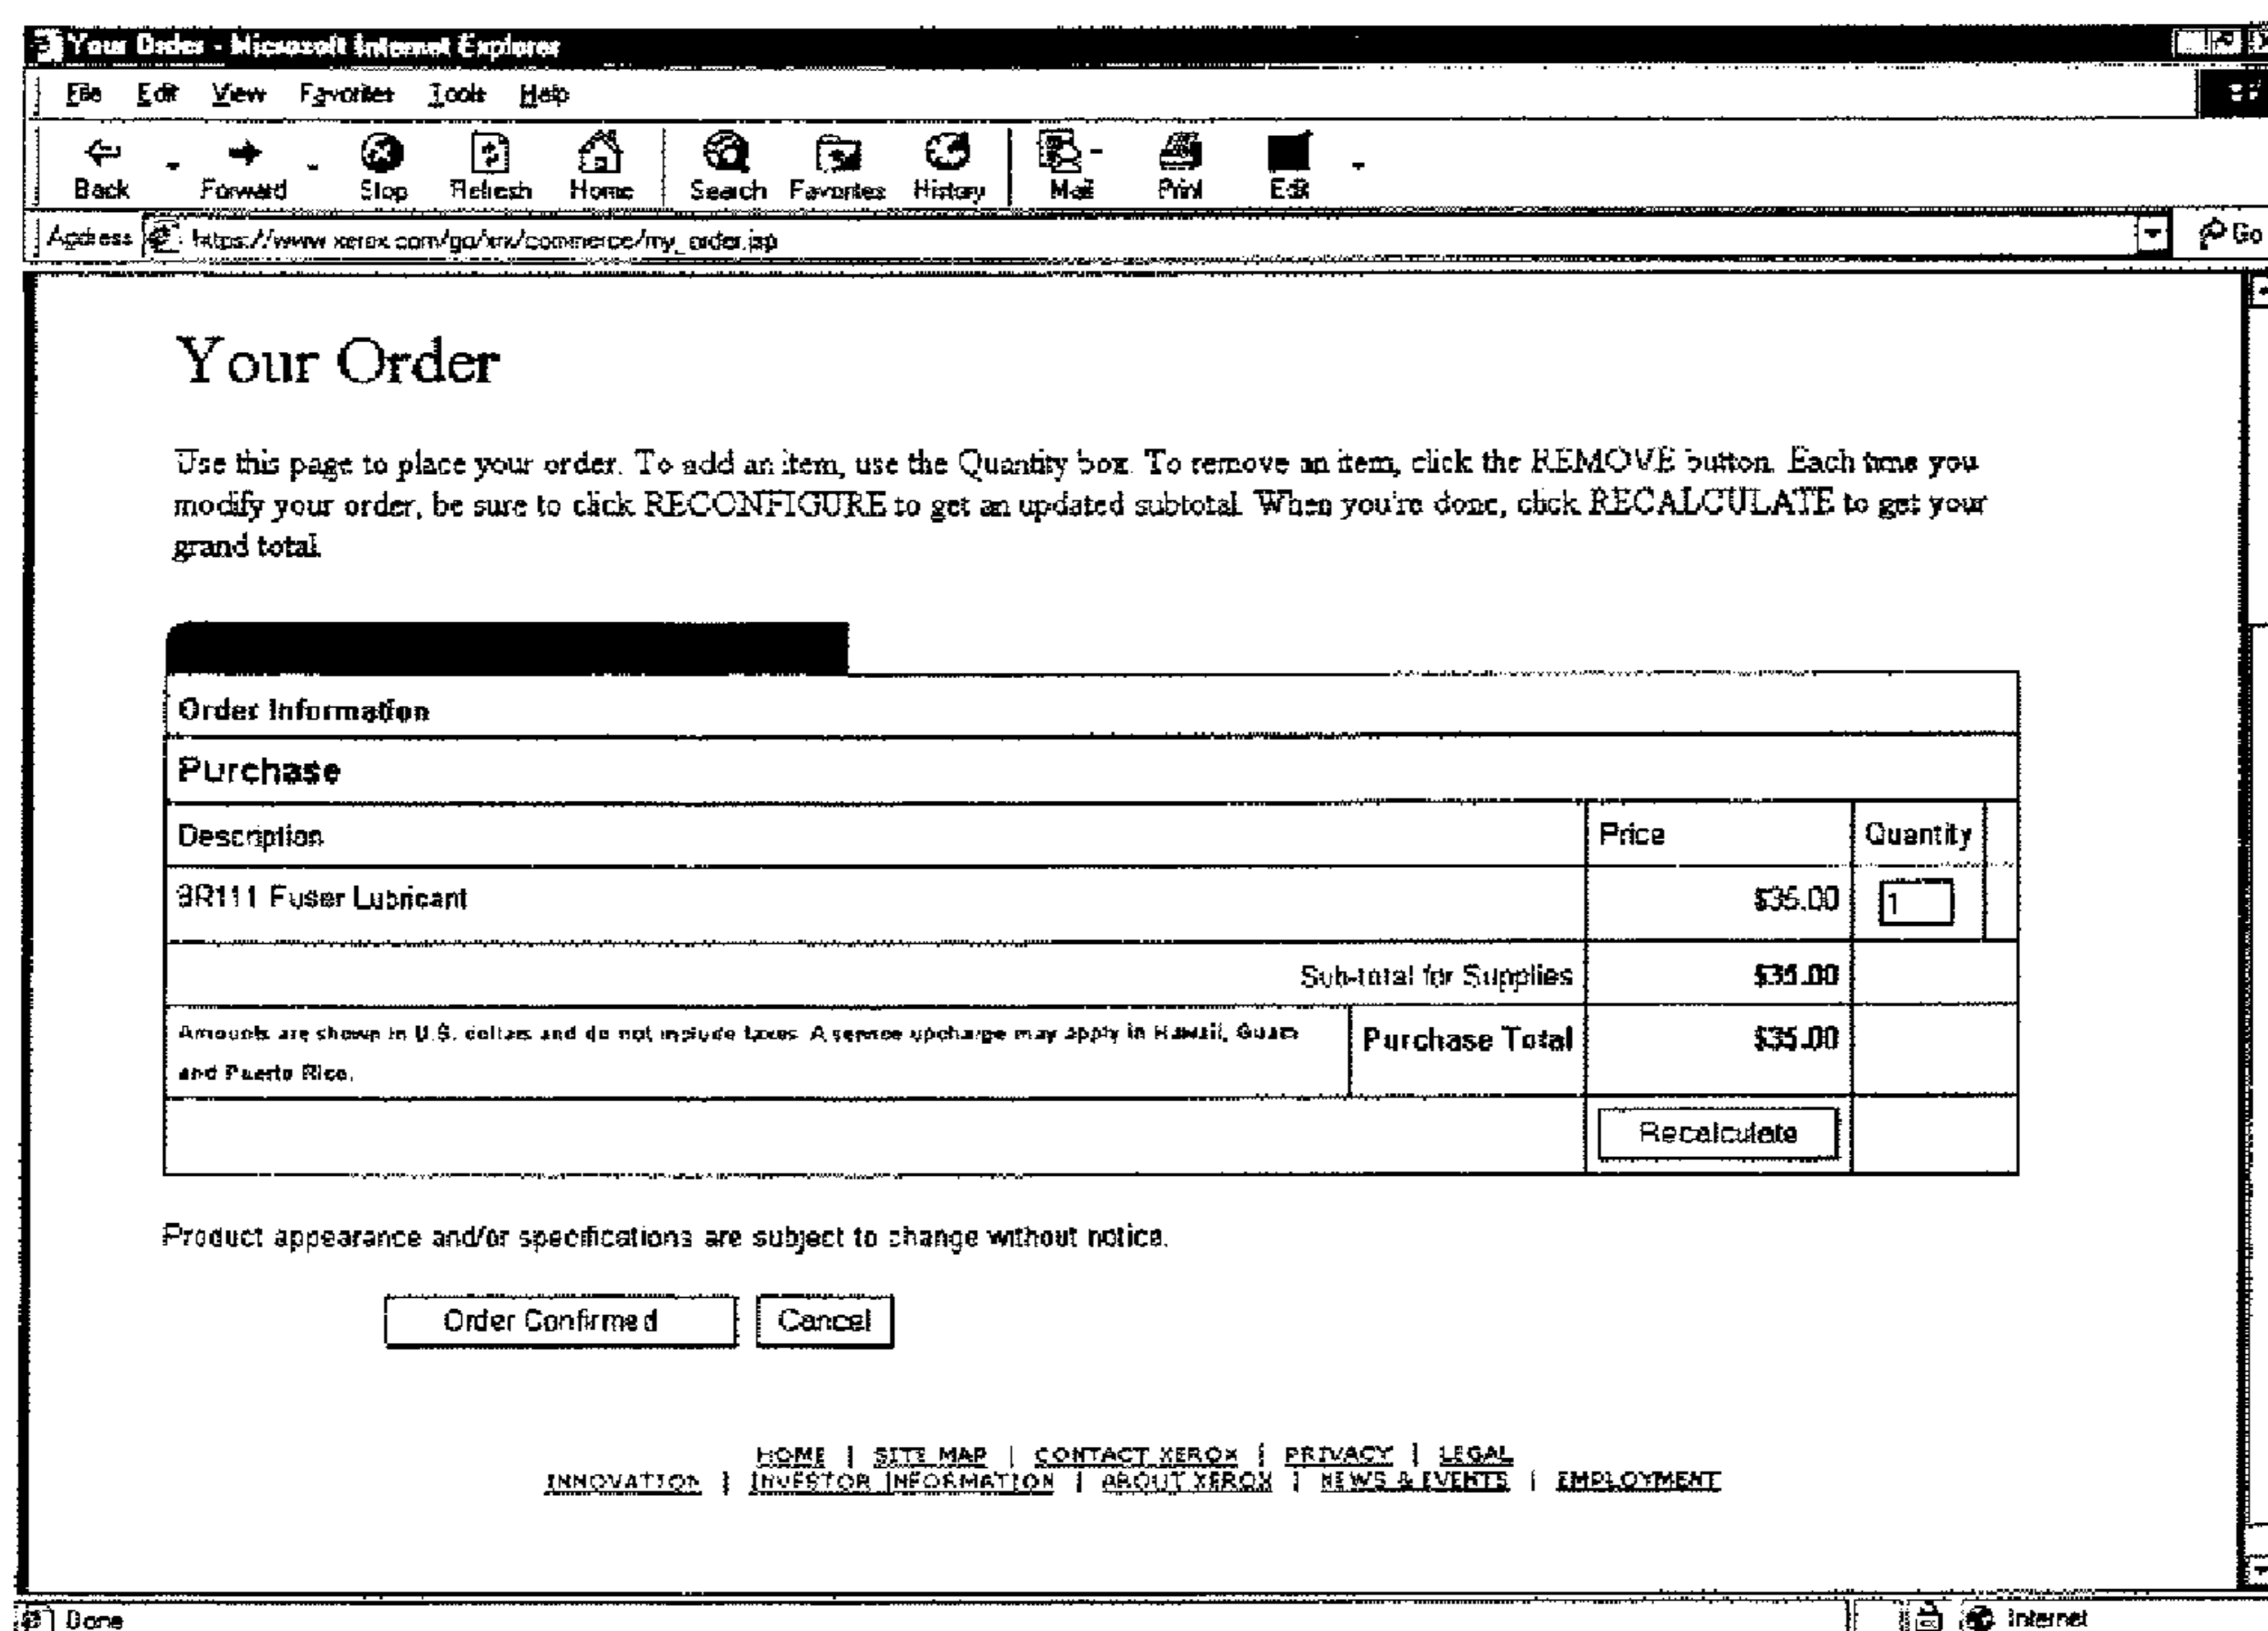 Your Order - Microsoft Internet Explorer
File Edit View Favorites Tools Help
Back Forward Stop Refresh Home Search Favorites History Mail Print Edit
Address https://www.xerox.com/go/xrx/commerce/my_order.jsp Go
Your Order
Use this page to place your order. To add an item, use the Quantity box. To remove an item, click the REMOVE button. Each time you
modify your order, be sure to click RECONFIGURE to get an updated subtotal. When you're done, click RECALCULATE to get your
grand total.
Order Information
Purchase
Description Price Quantity
8R111 Fuser Lubricant $35.00 1
Sub-total for Supplies $35.00
Amounts are shown in U.S. dollars and do not include taxes. A service upcharge may apply in Hawaii, Guam
and Puerto Rico.
Purchase Total $35.00
Recalculate
Product appearance and/or specifications are subject to change without notice.
Order Confirmed Cancel
HOME | SITE MAP | CONTACT XEROX | PRIVACY | LEGAL
INNOVATION | INVESTOR INFORMATION | ABOUT XEROX | NEWS & EVENTS | EMPLOYMENT
Done Internet